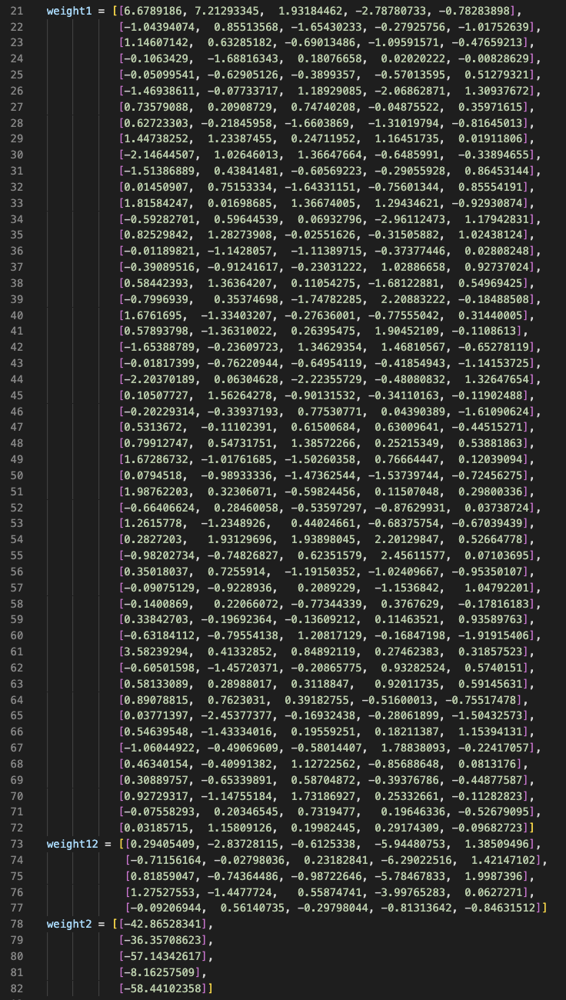 21 weight1 = [[6.6789186, 7.21293345, 1.93184462, -2.78780733, -0.78283898],
22 [-1.04394074, 0.85513568, -1.65430233, -0.27925756, -1.01752639],
23 [1.14607142, 0.63285182, -0.69013486, -1.09591571, -0.47659213],
24 [-0.1063429, -1.68816343, 0.18076658, 0.02020222, -0.00828629],
25 [-0.05099541, -0.62905126, -0.3899357, -0.57013595, 0.51279321],
26 [-1.46938611, -0.07733717, 1.18929085, -2.06862871, 1.30937672],
27 [0.73579088, 0.20908729, 0.74740208, -0.04875522, 0.35971615],
28 [0.62723303, -0.21845958, -1.6603869, -1.31019794, -0.81645013],
29 [1.44738252, 1.23387455, 0.24711952, 1.16451735, 0.01911806],
30 [-2.14644507, 1.02646013, 1.36647664, -0.6485991, -0.33894655],
31 [-1.51386889, 0.43841481, -0.60569223, -0.29055928, 0.86453144],
32 [0.01450907, 0.75153334, -1.64331151, -0.75601344, 0.85554191],
33 [1.81584247, 0.01698685, 1.36674005, 1.29434621, -0.92930874],
34 [-0.59282701, 0.59644539, 0.06932796, -2.96112473, 1.17942831],
35 [0.82529842, 1.28273908, -0.02551626, -0.31505882, 1.02438124],
36 [-0.01189821, -1.1428057, -1.11389715, -0.37377446, 0.02808248],
37 [-0.39089516, -0.91241617, -0.23031222, 1.02886658, 0.92737024],
38 [0.58442393, 1.36364207, 0.11054275, -1.68122881, 0.54969425],
39 [-0.7996939, 0.35374698, -1.74782285, 2.20883222, -0.18488508],
40 [1.6761695, -1.33403207, -0.27636001, -0.77555042, 0.31440005],
41 [0.57893798, -1.36310022, 0.26395475, 1.90452109, -0.1108613],
42 [-1.65388789, -0.23609723, 1.34629354, 1.46810567, -0.65278119],
43 [-0.01817399, -0.76220944, -0.64954119, -0.41854943, -1.14153725],
44 [-2.20370189, 0.06304628, -2.22355729, -0.48080832, 1.32647654],
45 [0.10507727, 1.56264278, -0.90131532, -0.34110163, -0.11902488],
46 [-0.20229314, -0.33937193, 0.77530771, 0.04390389, -1.61090624],
47 [0.5313672, -0.11102391, 0.61500684, 0.63009641, -0.44515271],
48 [0.79912747, 0.54731751, 1.38572266, 0.25215349, 0.53881863],
49 [1.67286732, -1.01761685, -1.50260358, 0.76664447, 0.12039094],
50 [0.0794518, -0.98933336, -1.47362544, -1.53739744, -0.72456275],
51 [1.98762203, 0.32306071, -0.59824456, 0.11507048, 0.29800336],
52 [-0.66406624, 0.28460058, -0.53597297, -0.87629931, 0.03738724],
53 [1.2615778, -1.2348926, 0.44024661, -0.68375754, -0.67039439],
54 [0.2827203, 1.93129696, 1.93898045, 2.20129847, 0.52664778],
55 [-0.98202734, -0.74826827, 0.62351579, 2.45611577, 0.07103695],
56 [0.35018037, 0.7255914, -1.19150352, -1.02409667, -0.95350107],
57 [-0.09075129, -0.9228936, 0.2089229, -1.1536842, 1.04792201],
58 [-0.1400869, 0.22066072, -0.77344339, 0.3767629, -0.17816183],
59 [0.33842703, -0.19692364, -0.13609212, 0.11463521, 0.93589763],
60 [-0.63184112, -0.79554138, 1.20817129, -0.16847198, -1.91915406],
61 [3.58239294, 0.41332852, 0.84892119, 0.27462383, 0.31857523],
62 [-0.60501598, -1.45720371, -0.20865775, 0.93282524, 0.5740151],
63 [0.58133089, 0.28988017, 0.3118847, 0.92011735, 0.59145631],
64 [0.89078815, 0.7623031, 0.39182755, -0.51600013, -0.75517478],
65 [0.03771397, -2.45377377, -0.16932438, -0.28061899, -1.50432573],
66 [0.54639548, -1.43334016, 0.19559251, 0.18211387, 1.15394131],
67 [-1.06044922, -0.49069609, -0.58014407, 1.78838093, -0.22417057],
68 [0.46340154, -0.40991382, 1.12722562, -0.85688648, 0.0813176],
69 [0.30889757, -0.65339891, 0.58704872, -0.39376786, -0.44877587],
70 [0.92729317, -1.14755184, 1.73186927, 0.25332661, -0.11282823],
71 [-0.07558293, 0.20346545, 0.7319477, 0.19646336, -0.52679095],
72 [0.03185715, 1.15809126, 0.19982445, 0.29174309, -0.09682723]]
73 weight12 = [[0.29405409, -2.83728115, -0.6125338, -5.94480753, 1.38509496],
74 [-0.71156164, -0.02798036, 0.23182841, -6.29022516, 1.42147102],
75 [0.81859047, -0.74364486, -0.98722646, -5.78467833, 1.9987396],
76 [1.27527553, -1.4477724, 0.55874741, -3.99765283, 0.0627271],
77 [-0.09206944, 0.56140735, -0.29798044, -0.81313642, -0.84631512]]
78 weight2 = [[-42.86528341],
79 [-36.35708623],
80 [-57.14342617],
81 [-8.16257509],
82 [-58.44102358]]